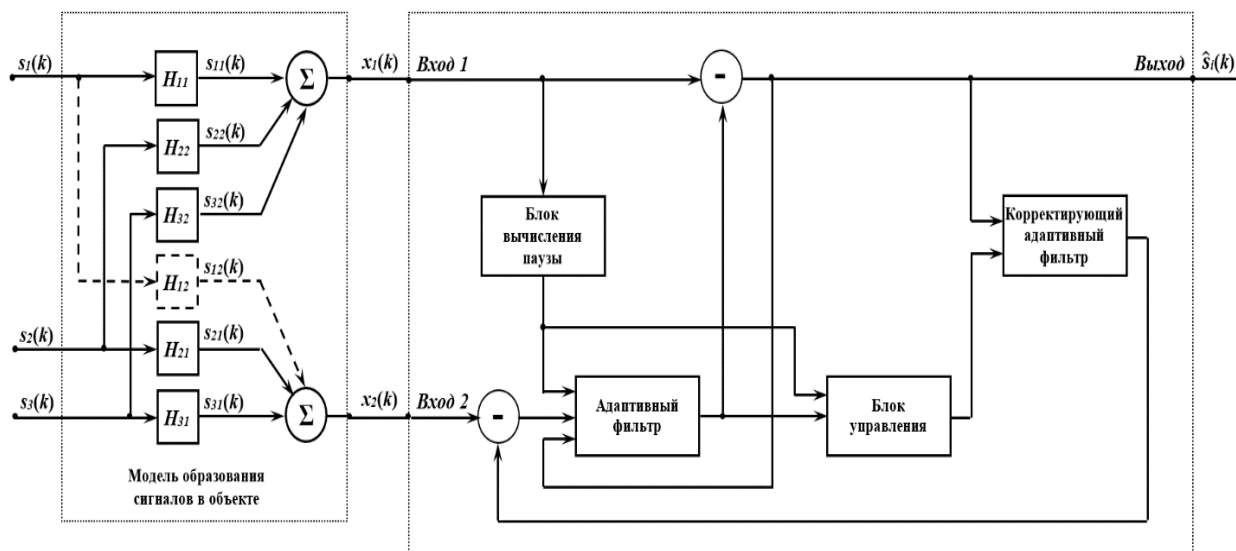 s1(k)
H11
s11(k)
Σ
x1(k)
Вход 1
-
Выход
ŝi(k)
H22
s22(k)
H32
s32(k)
Блок
вычисления
паузы
Корректирующий
адаптивный
фильтр
H12
s12(k)
s2(k)
H21
s21(k)
s3(k)
H31
s31(k)
Σ
x2(k)
Вход 2
-
Адаптивный
фильтр
Блок
управления
Модель образования
сигналов в объекте